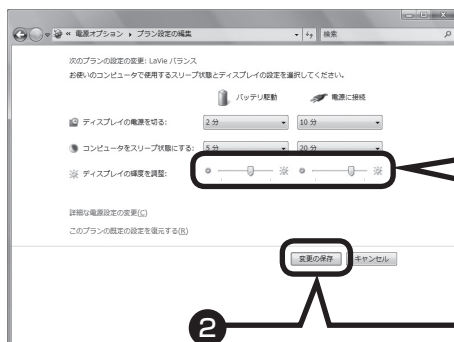 « 電源オプション ▸ プラン設定の編集 検索
次のプランの設定の変更: LaVie バランス
お使いのコンピュータで使用するスリープ状態とディスプレイの設定を選択してください。
バッテリ駆動 電源に接続
ディスプレイの電源を切る: 2 分 10 分
コンピュータをスリープ状態にする: 5 分 20 分
ディスプレイの輝度を調整:
詳細な電源設定の変更(C)
このプランの既定の設定を復元する(R)
変更の保存 キャンセル
2